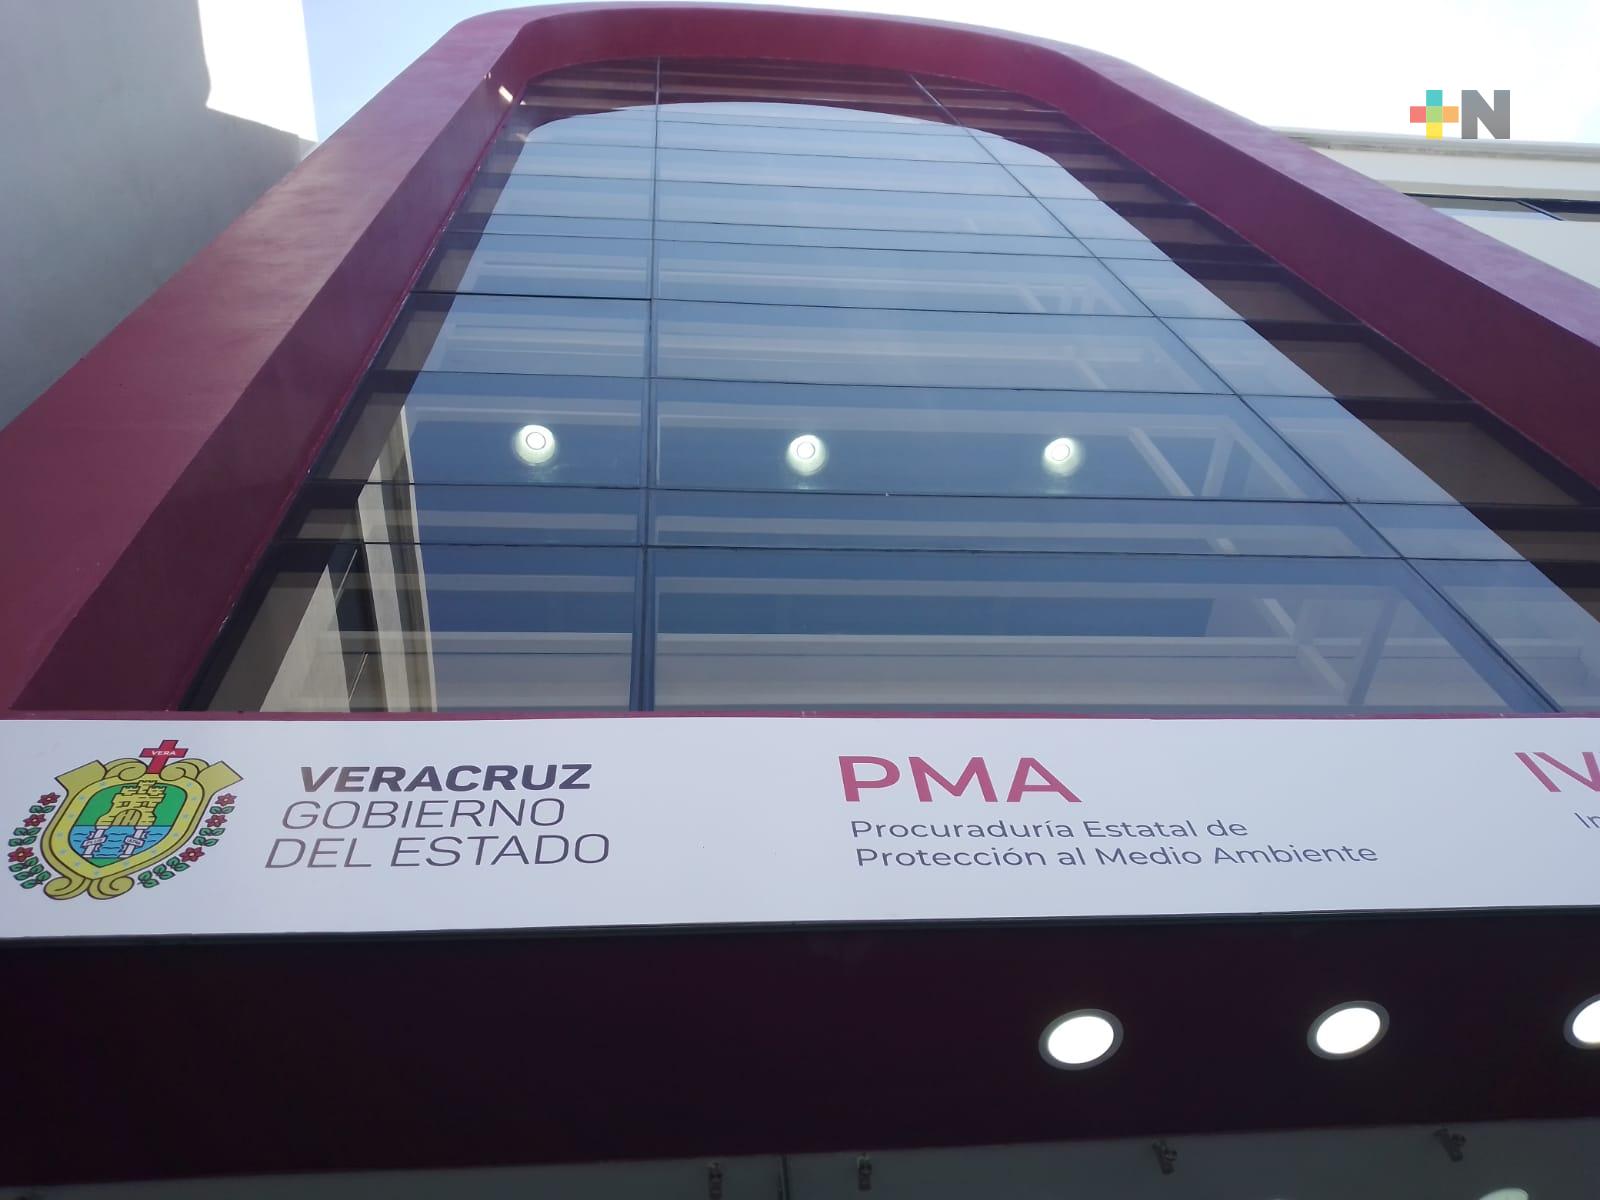 +N
VERA
VERACRUZ
GOBIERNO
DEL ESTADO
PMA
Procuraduría Estatal de
Protección al Medio Ambiente